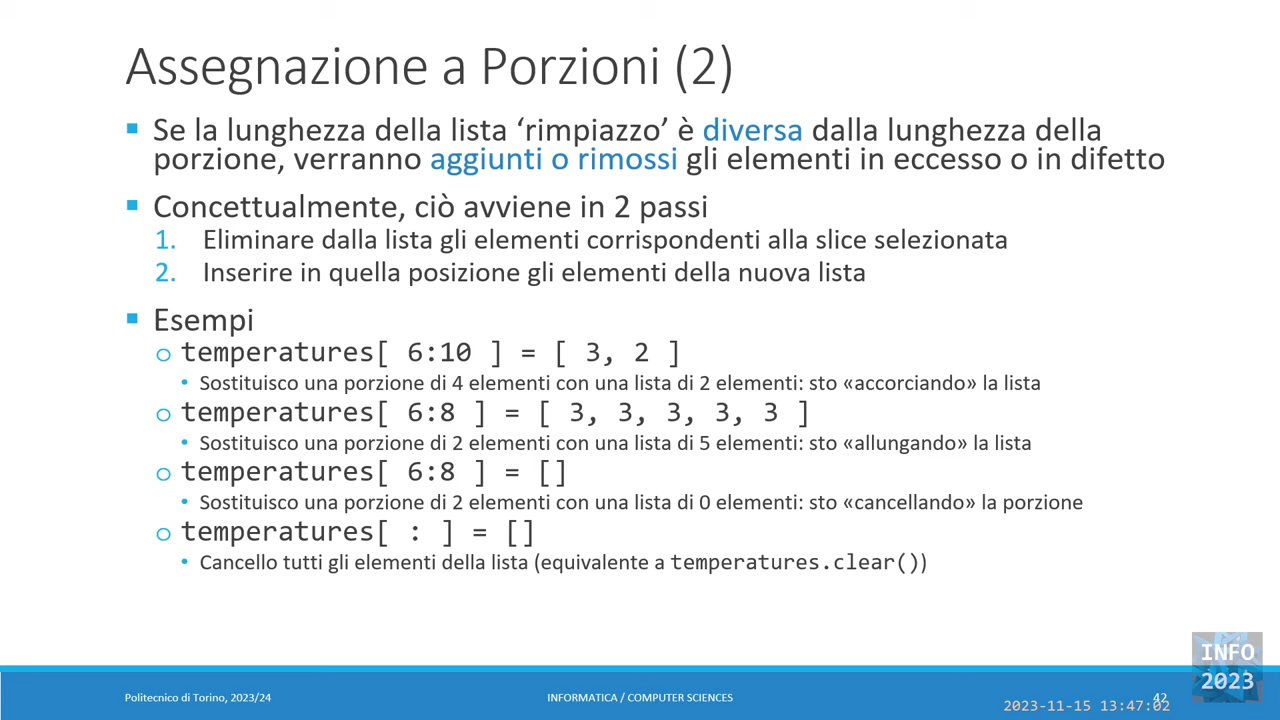 Assegnazione a Porzioni (2)
▪ Se la lunghezza della lista ‘rimpiazzo’ è diversa dalla lunghezza della
porzione, verranno aggiunti o rimossi gli elementi in eccesso o in difetto
▪ Concettualmente, ciò avviene in 2 passi
1. Eliminare dalla lista gli elementi corrispondenti alla slice selezionata
2. Inserire in quella posizione gli elementi della nuova lista
▪ Esempi
o temperatures[ 6:10 ] = [ 3, 2 ]
• Sostituisco una porzione di 4 elementi con una lista di 2 elementi: sto «accorciando» la lista
o temperatures[ 6:8 ] = [ 3, 3, 3, 3, 3 ]
• Sostituisco una porzione di 2 elementi con una lista di 5 elementi: sto «allungando» la lista
o temperatures[ 6:8 ] = []
• Sostituisco una porzione di 2 elementi con una lista di 0 elementi: sto «cancellando» la porzione
o temperatures[ : ] = []
• Cancello tutti gli elementi della lista (equivalente a temperatures.clear())
INFO
2023
Politecnico di Torino, 2023/24
INFORMATICA / COMPUTER SCIENCES
42
2023-11-15 13:47:02